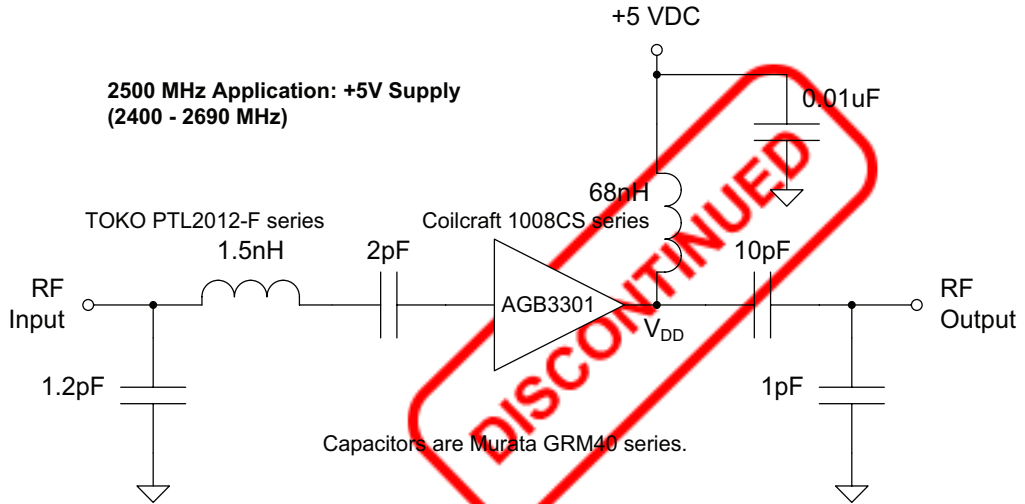 +5 VDC
2500 MHz Application: +5V Supply
(2400 - 2690 MHz)
0.01uF
68nH
TOKO PTL2012-F series
Coilcraft 1008CS series
1.5nH
2pF
10pF
RF
Input
AGB3301
VDD
RF
Output
1.2pF
1pF
Capacitors are Murata GRM40 series.
DISCONTINUED